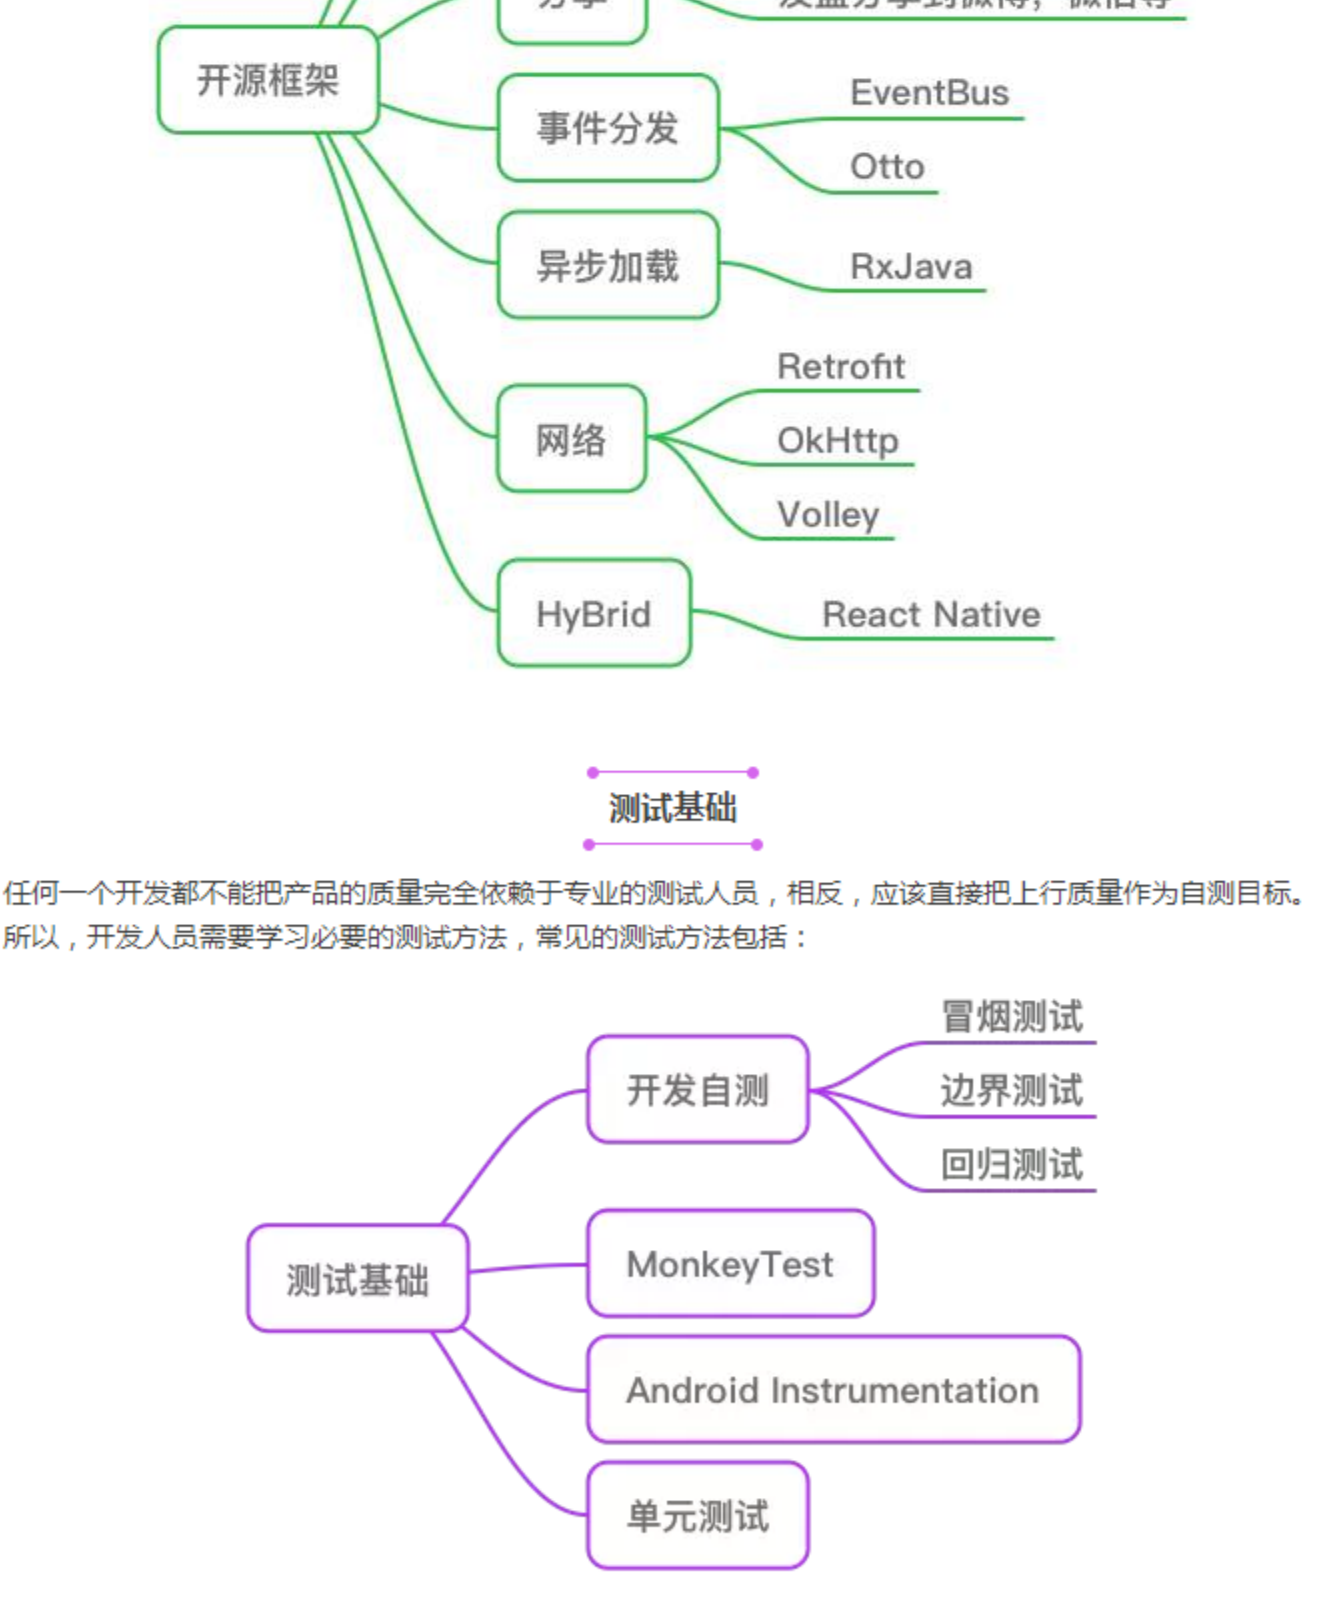 开源框架
事件分发
EventBus
Otto
异步加载
RxJava
网络
Retrofit
OkHttp
Volley
HyBrid
React Native
测试基础
任何一个开发都不能把产品的质量完全依赖于专业的测试人员，相反，应该直接把上行质量作为自测目标。
所以，开发人员需要学习必要的测试方法，常见的测试方法包括：
测试基础
开发自测
冒烟测试
边界测试
回归测试
MonkeyTest
Android Instrumentation
单元测试